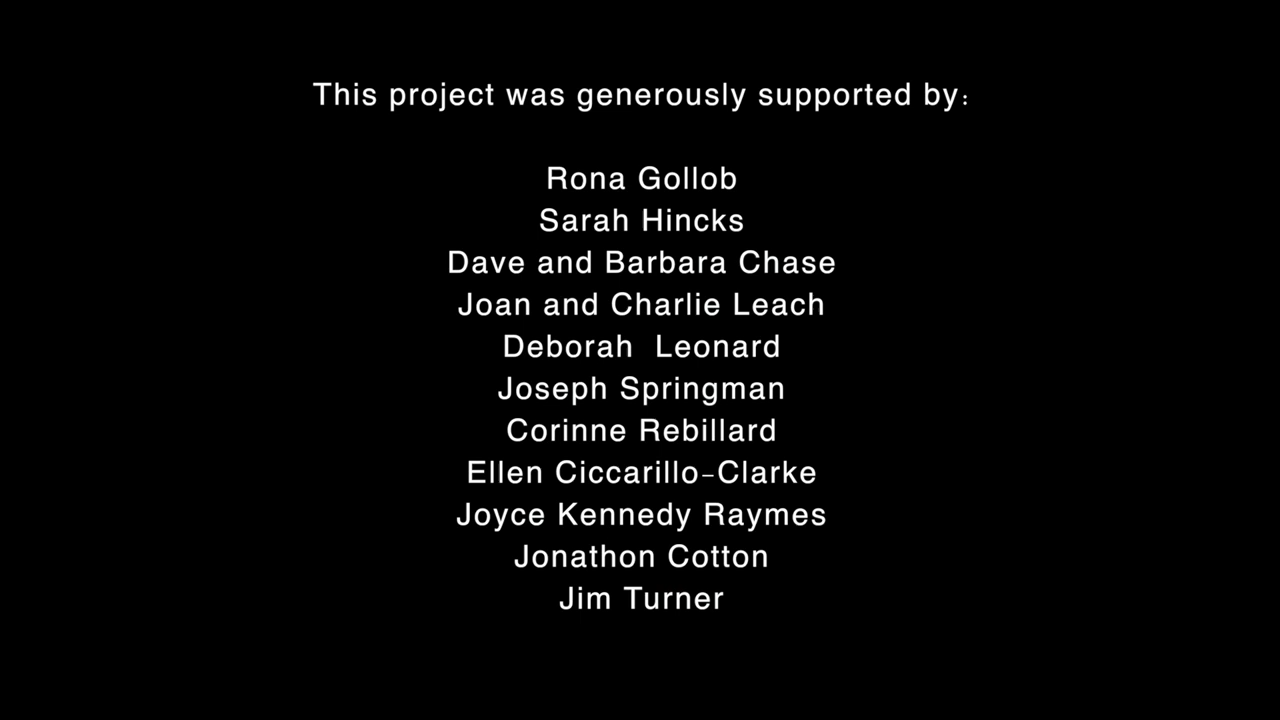 This project was generously supported by:
Rona Gollob
Sarah Hincks
Dave and Barbara Chase
Joan and Charlie Leach
Deborah  Leonard
Joseph Springman
Corinne Rebillard
Ellen Ciccarillo-Clarke
Joyce Kennedy Raymes
Jonathon Cotton
Jim Turner